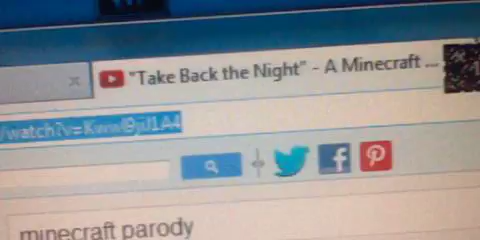 "Take Back the Night" - A Minecraft ...
minecraft parody